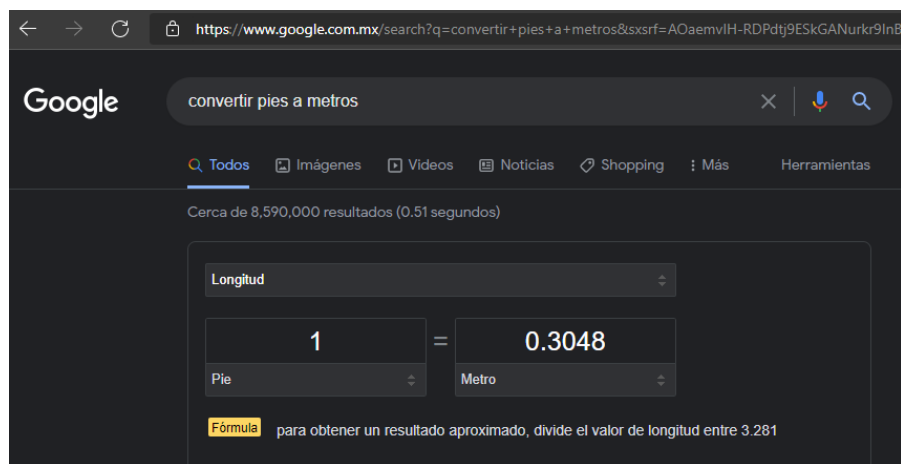 https://www.google.com.mx/search?q=convertir+pies+a+metros&sxsrf=AOaemvIH-RDPdtj9ESkGANurkr9InB
Google
convertir pies a metros
Todos Imágenes Videos Noticias Shopping Más Herramientas
Cerca de 8,590,000 resultados (0.51 segundos)
Longitud
1 = 0.3048
Pie Metro
Fórmula para obtener un resultado aproximado, divide el valor de longitud entre 3.281